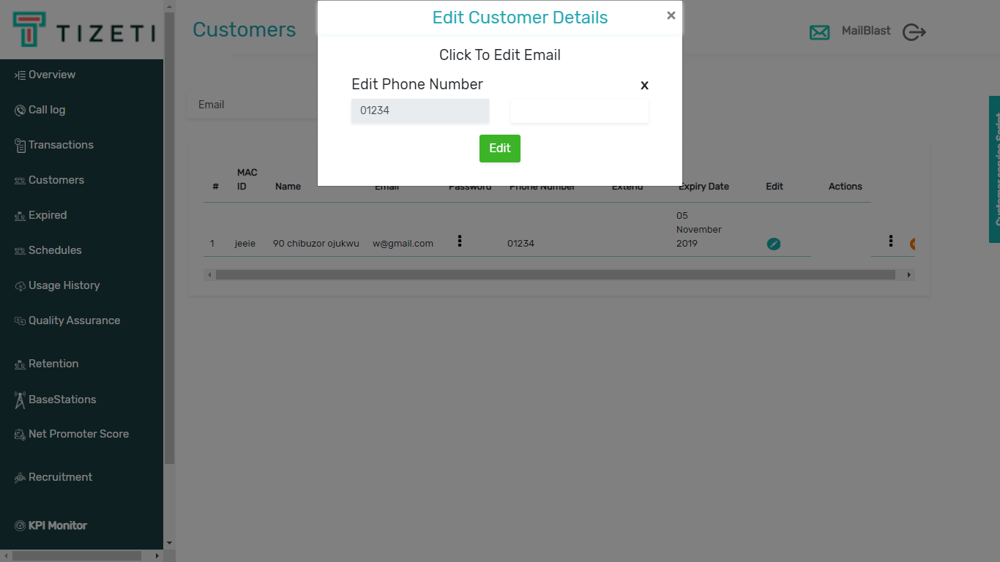 TIZETI
Overview
Call log
Transactions
Customers
Expired
Schedules
Usage History
Quality Assurance
Retention
BaseStations
Net Promoter Score
Recruitment
KPI Monitor
Customers
MailBlast
Email
Edit Customer Details
×
Click To Edit Email
Edit Phone Number x
01234
Edit
# MAC ID Name Email Password Phone Number Extend Expiry Date Edit Actions
1 jeeie 90 chibuzor ojukwu w@gmail.com 01234 05 November 2019
Customer service Script